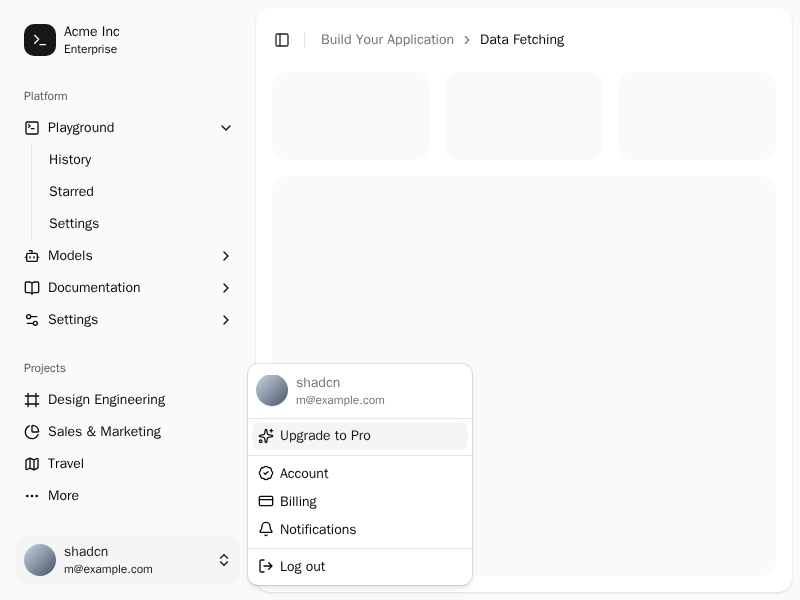 Acme Inc
Enterprise
Platform
Playground
History
Starred
Settings
Models
Documentation
Settings
Projects
Design Engineering
Sales & Marketing
Travel
More
shadcn
m@example.com
Build Your Application
Data Fetching
shadcn
m@example.com
Upgrade to Pro
Account
Billing
Notifications
Log out